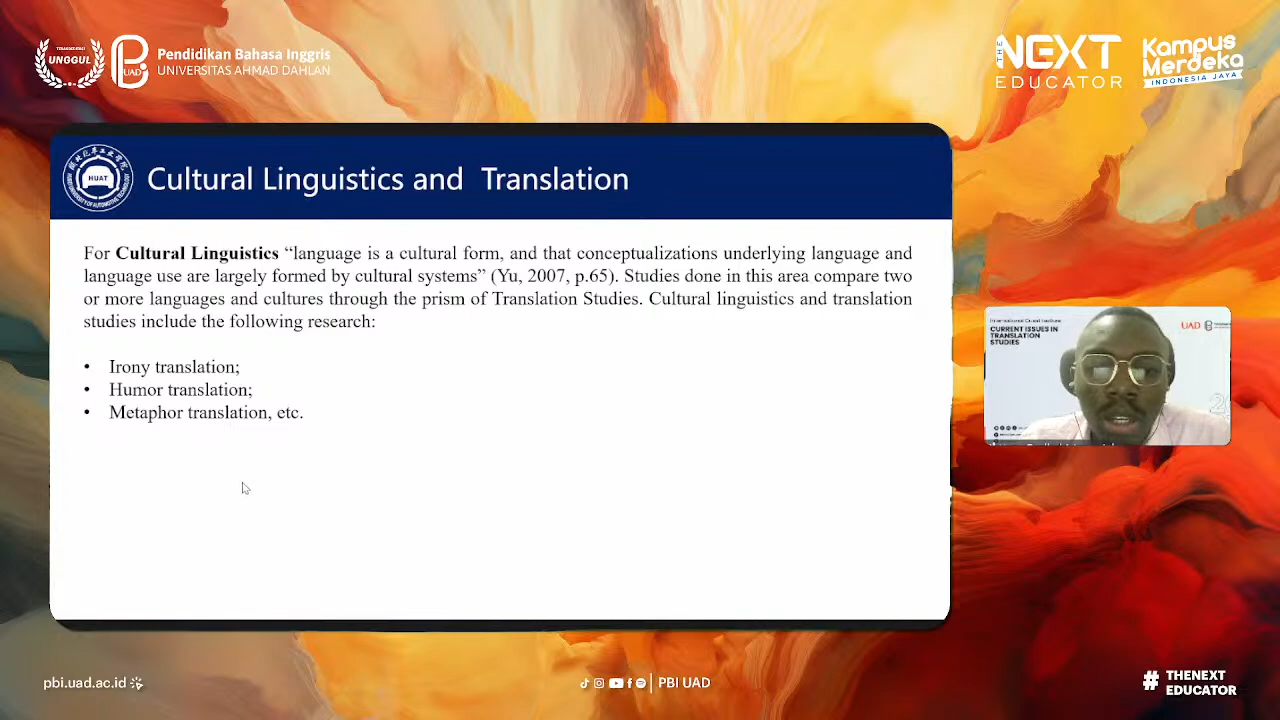 TERAKREDITASI
UNGGUL
UAD
Pendidikan Bahasa Inggris
UNIVERSITAS AHMAD DAHLAN
THE NEXT
EDUCATOR
Kampus
Merdeka
INDONESIA JAYA
HUAT
Cultural Linguistics and Translation
For Cultural Linguistics “language is a cultural form, and that conceptualizations underlying language and
language use are largely formed by cultural systems” (Yu, 2007, p.65). Studies done in this area compare two
or more languages and cultures through the prism of Translation Studies. Cultural linguistics and translation
studies include the following research:
• Irony translation;
• Humor translation;
• Metaphor translation, etc.
CURRENT ISSUES IN
TRANSLATION
STUDIES
UAD
pbi.uad.ac.id
PBI UAD
# THENEXT
EDUCATOR